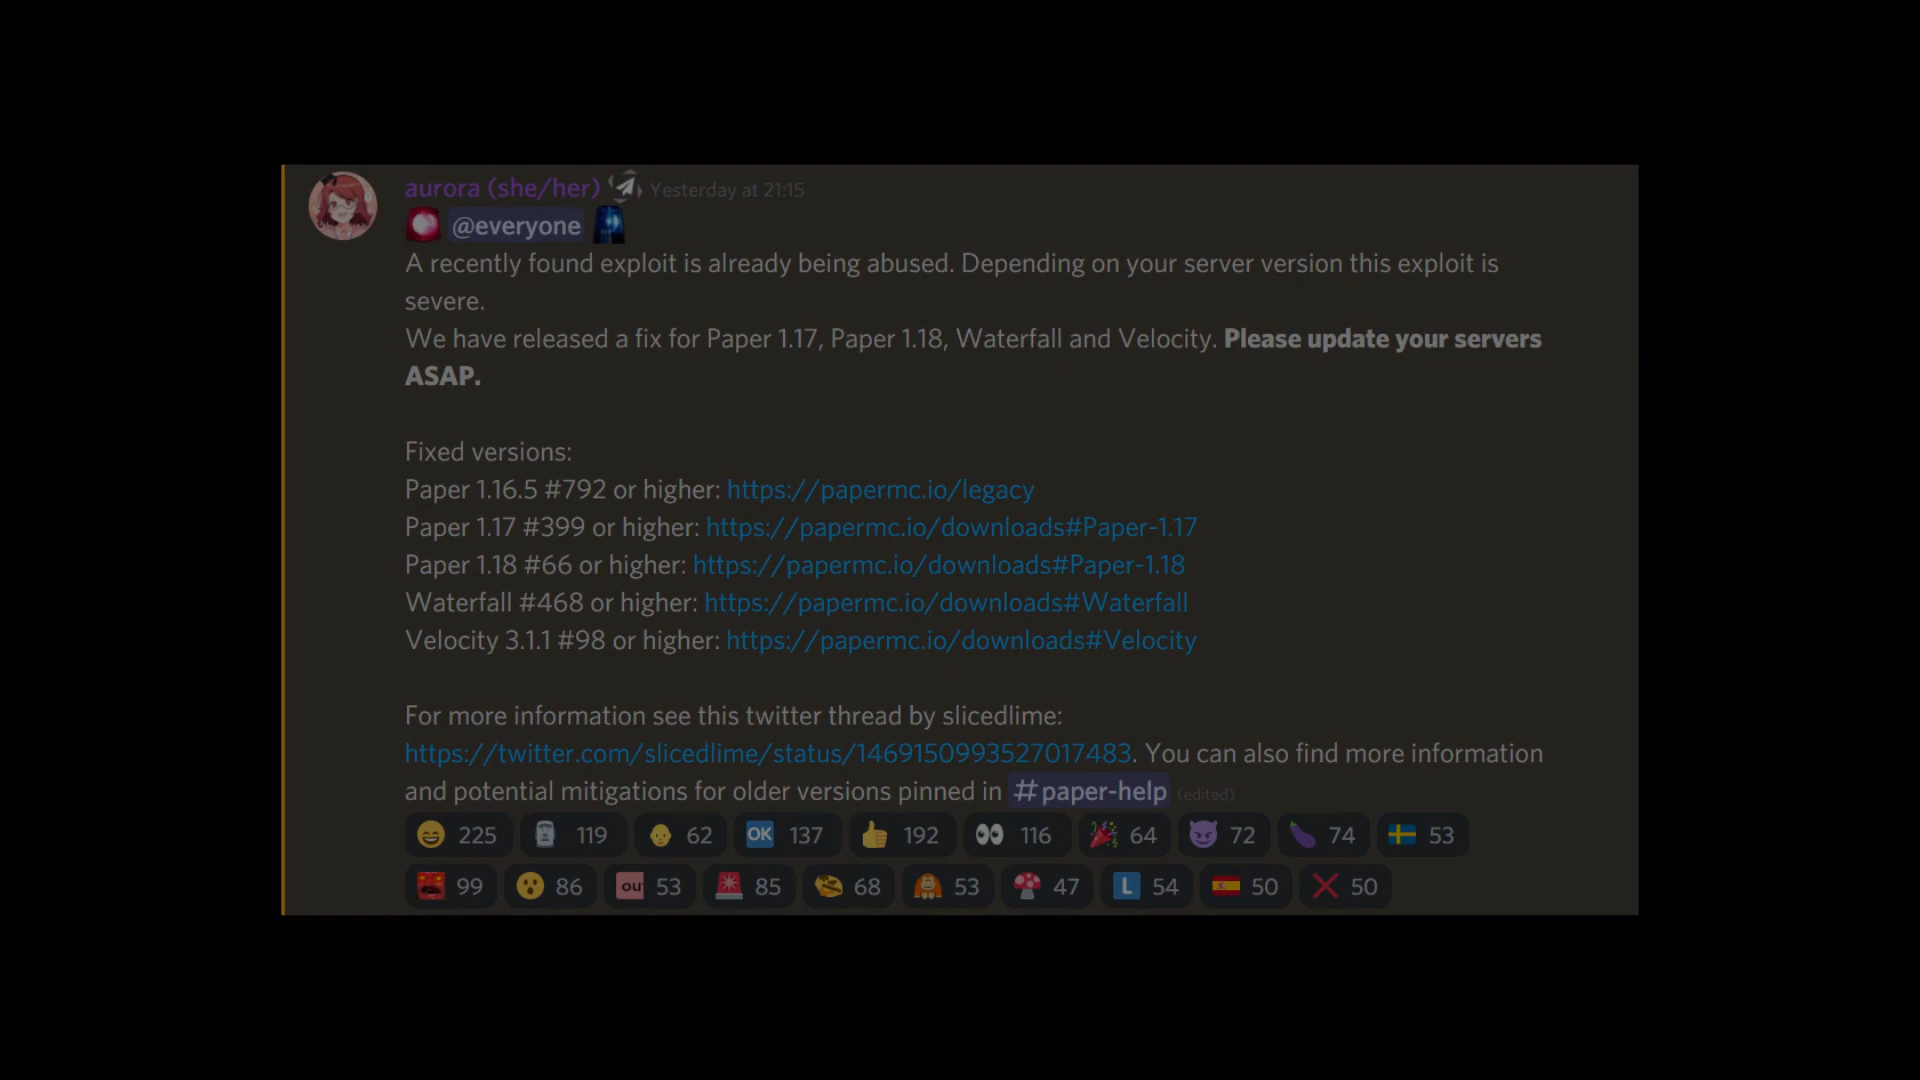 aurora (she/her) Yesterday at 21:15
@everyone
A recently found exploit is already being abused. Depending on your server version this exploit is
severe.
We have released a fix for Paper 1.17, Paper 1.18, Waterfall and Velocity. Please update your servers
ASAP.
Fixed versions:
Paper 1.16.5 #792 or higher: https://papermc.io/legacy
Paper 1.17 #399 or higher: https://papermc.io/downloads#Paper-1.17
Paper 1.18 #66 or higher: https://papermc.io/downloads#Paper-1.18
Waterfall #468 or higher: https://papermc.io/downloads#Waterfall
Velocity 3.1.1 #98 or higher: https://papermc.io/downloads#Velocity
For more information see this twitter thread by slicedlime:
https://twitter.com/slicedlime/status/1469150993527017483. You can also find more information
and potential mitigations for older versions pinned in #paper-help (edited)
225 119 62 OK 137 192 116 64 72 74 53
99 86 ou 53 85 68 53 47 L 54 50 50